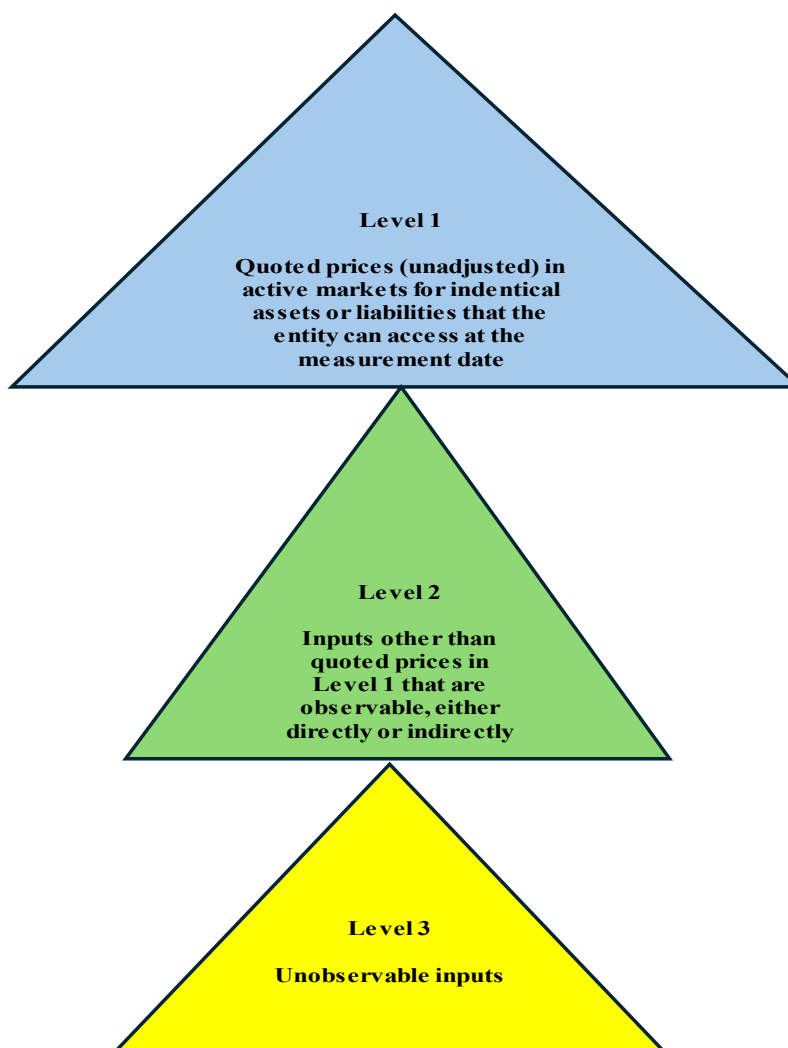 Level 1
Quoted prices (unadjusted) in
active markets for indentical
assets or liabilities that the
entity can access at the
measurement date
Level 2
Inputs other than
quoted prices in
Level 1 that are
observable, either
directly or indirectly
Level 3
Unobservable inputs